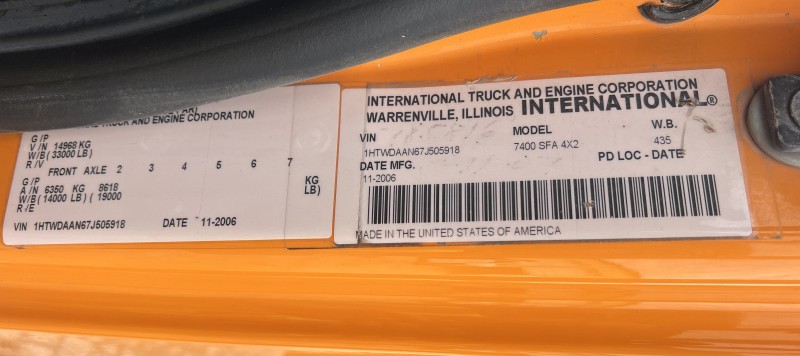 TRUCK AND ENGINE CORPORATION
G/P
V/N 14968 KG
W/B( 33000 LB)
R/V
FRONT AXLE 2 3 4 5 6 7
G/P
A/N 6350 KG 8618 KG
W/B( 14000 LB)( 19000 LB)
R/E
VIN 1HTWDAAN67J505918 DATE 11-2006
INTERNATIONAL TRUCK AND ENGINE CORPORATION
WARRENVILLE, ILLINOIS INTERNATIONAL®
VIN MODEL W.B.
1HTWDAAN67J505918 7400 SFA 4X2 435
DATE MFG. PD LOC - DATE
11-2006
MADE IN THE UNITED STATES OF AMERICA